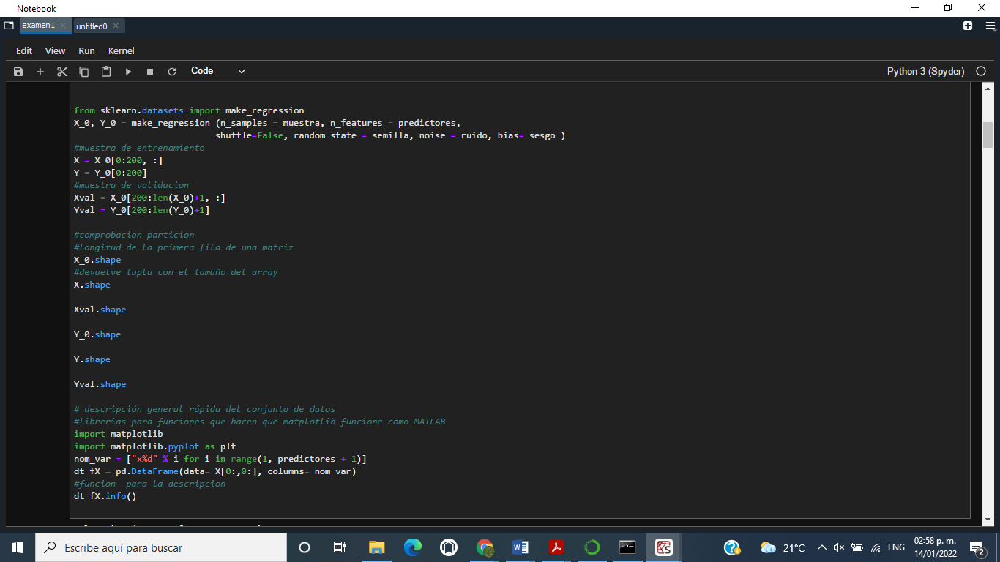 Notebook
examen1
untitled0
Edit View Run Kernel
Code
Python 3 (Spyder)
from sklearn.datasets import make_regression
X_0, Y_0 = make_regression (n_samples = muestra, n_features = predictores,
shuffle=False, random_state = semilla, noise = ruido, bias= sesgo )
#muestra de entrenamiento
X = X_0[0:200, :]
Y = Y_0[0:200]
#muestra de validacion
Xval = X_0[200:len(X_0)+1, :]
Yval = Y_0[200:len(Y_0)+1]
#comprobacion particion
#longitud de la primera fila de una matriz
X_0.shape
#devuelve tupla con el tamaño del array
X.shape
Xval.shape
Y_0.shape
Y.shape
Yval.shape
# descripción general rápida del conjunto de datos
#librerias para funciones que hacen que matplotlib funcione como MATLAB
import matplotlib
import matplotlib.pyplot as plt
nom_var = ["x%d" % i for i in range(1, predictores + 1)]
dt_fX = pd.DataFrame(data= X[0:,0:], columns= nom_var)
#funcion  para la descripcion
dt_fX.info()
Escribe aquí para buscar
21°C
ENG
02:58 p. m.
14/01/2022
2